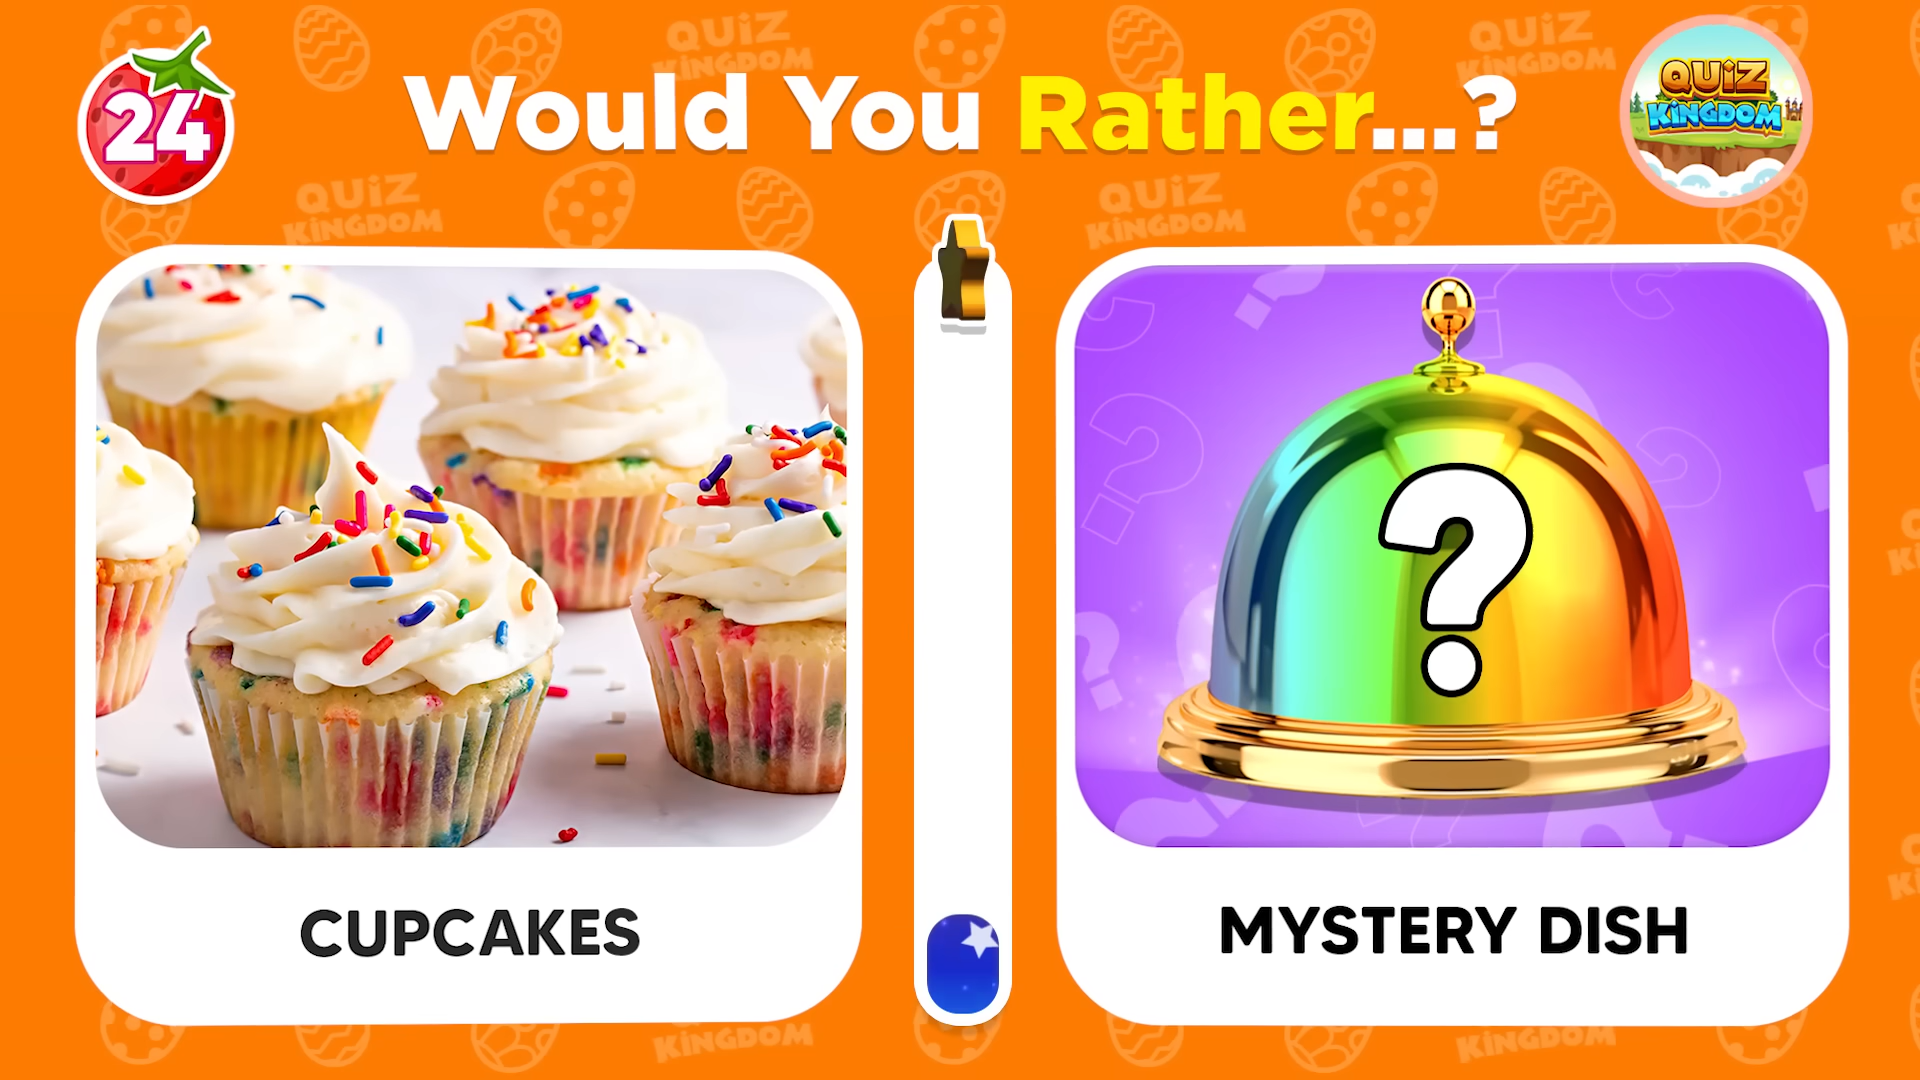 24
Would You Rather...?
QUiZ
KiNGDOM
?
CUPCAKES
MYSTERY DISH